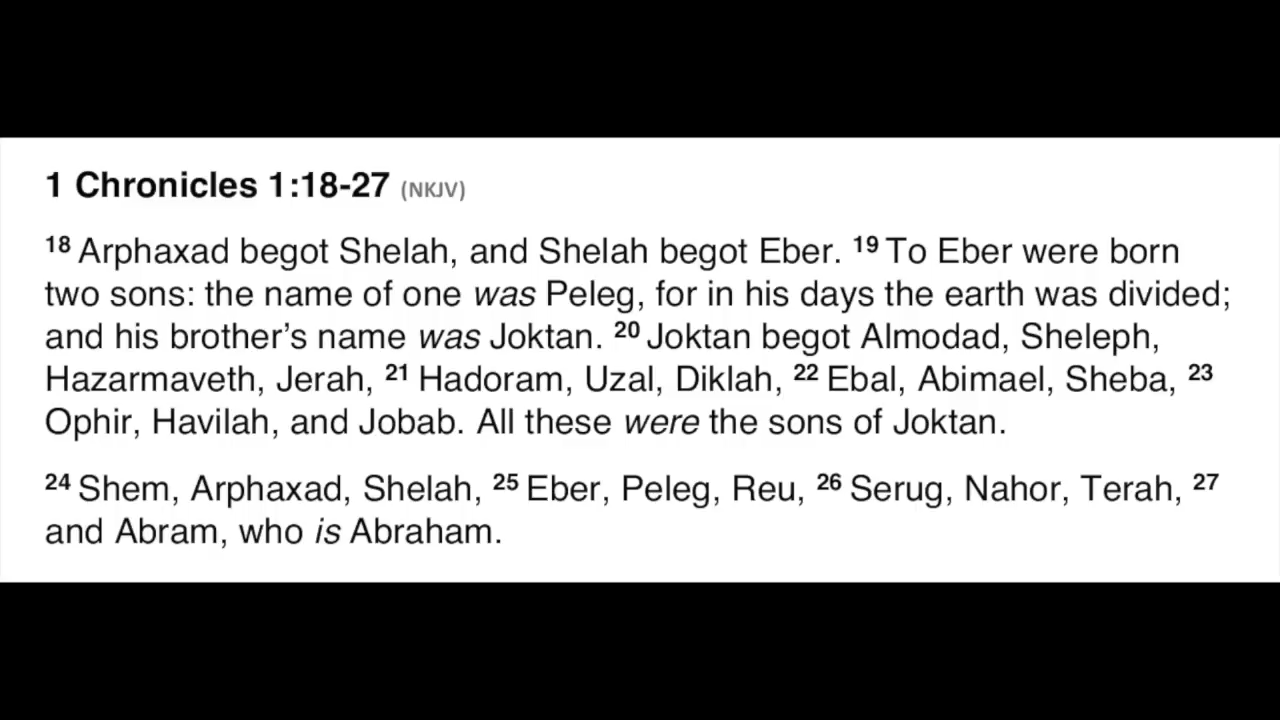 1 Chronicles 1:18-27 (NKJV)
18 Arphaxad begot Shelah, and Shelah begot Eber. 19 To Eber were born
two sons: the name of one was Peleg, for in his days the earth was divided;
and his brother’s name was Joktan. 20 Joktan begot Almodad, Sheleph,
Hazarmaveth, Jerah, 21 Hadoram, Uzal, Diklah, 22 Ebal, Abimael, Sheba, 23
Ophir, Havilah, and Jobab. All these were the sons of Joktan.
24 Shem, Arphaxad, Shelah, 25 Eber, Peleg, Reu, 26 Serug, Nahor, Terah, 27
and Abram, who is Abraham.